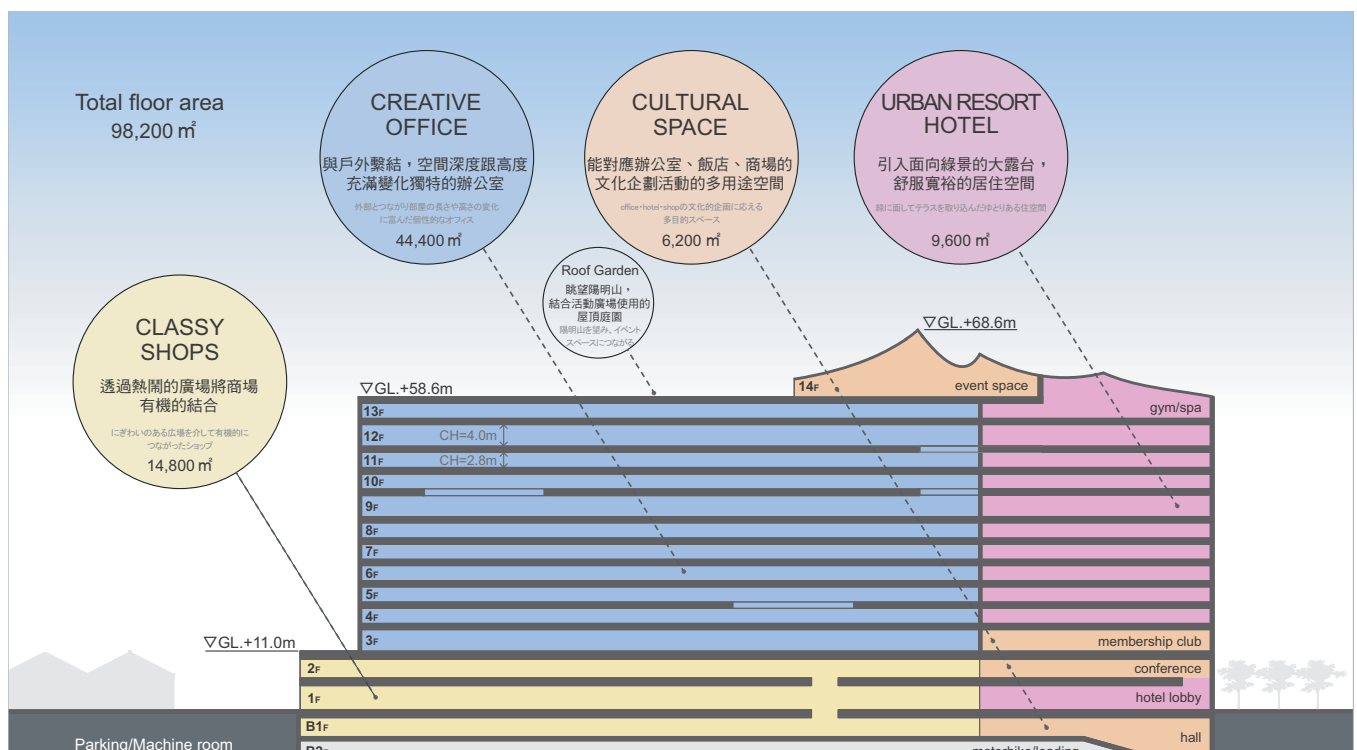 Total floor area
98,200 ㎡
CREATIVE
OFFICE
與戶外繫結，空間深度跟高度
充滿變化獨特的辦公室
外部とつながり部屋の長さや高さの変化
に富んだ個性的なオフィス
44,400 ㎡
CULTURAL
SPACE
能對應辦公室、飯店、商場的
文化企劃活動的多用途空間
office・hotel・shopの文化的企画に応える
多目的スペース
6,200 ㎡
URBAN RESORT
HOTEL
引入面向綠景的大露台，
舒服寬裕的居住空間
緑に面してテラスを取り込んだゆとりある住空間
9,600 ㎡
Roof Garden
眺望陽明山，
結合活動廣場使用的
屋頂庭園
陽明山を望み、イベント
スペースにつながる
CLASSY
SHOPS
透過熱鬧的廣場將商場
有機的結合
にぎわいのある広場を介して有機的に
つながったショップ
14,800 ㎡
▽GL.+68.6m
▽GL.+58.6m
14F
event space
13F
gym/spa
12F
CH=4.0m
11F
CH=2.8m
10F
9F
8F
7F
6F
5F
4F
▽GL.+11.0m
3F
membership club
2F
conference
1F
hotel lobby
B1F
hall
Parking/Machine room
B2F
motorbike/loading